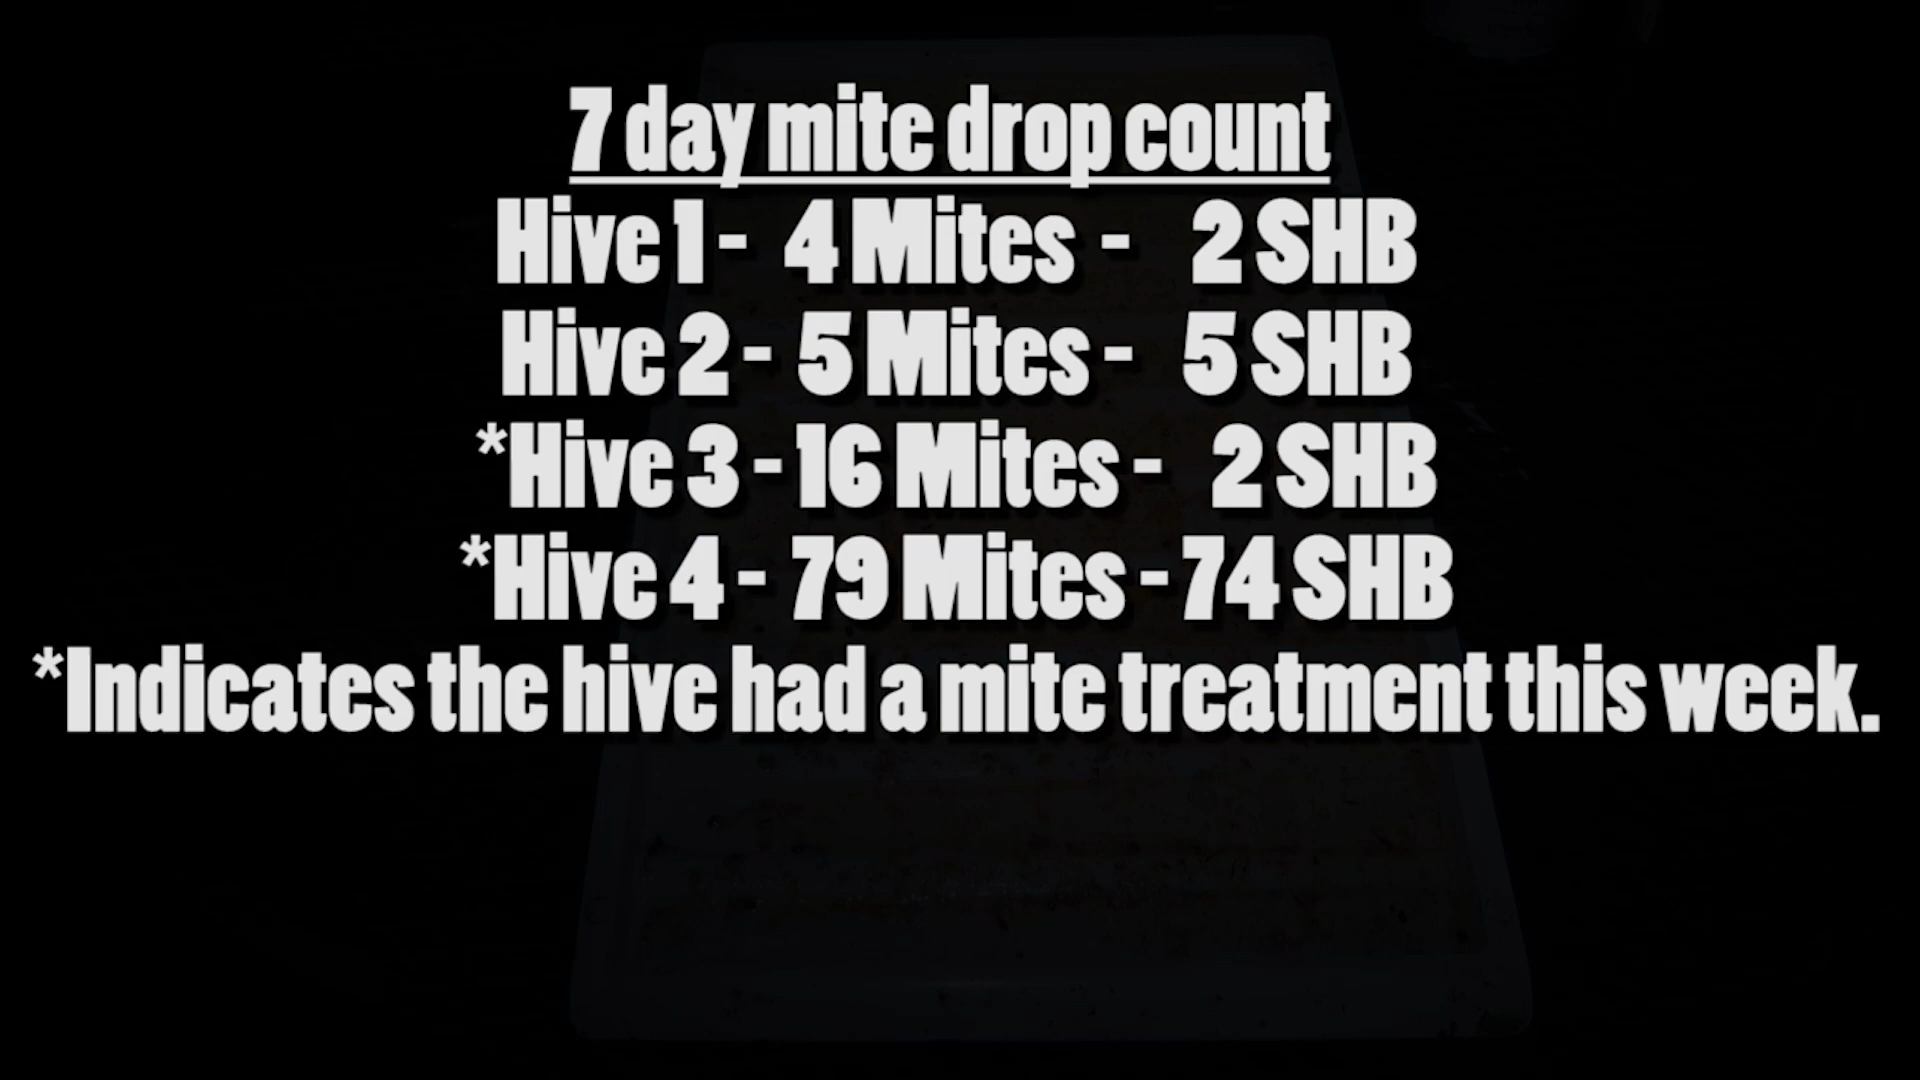 7 day mite drop count
Hive 1 - 4 Mites - 2 SHB
Hive 2 - 5 Mites - 5 SHB
*Hive 3 - 16 Mites - 2 SHB
*Hive 4 - 79 Mites - 74 SHB
*Indicates the hive had a mite treatment this week.